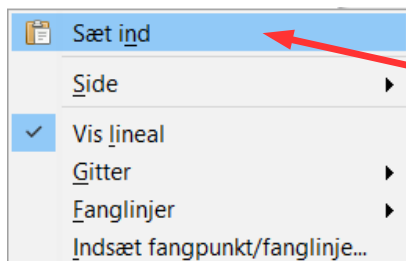 Sæt ind
Side
Vis lineal
Gitter
Fanglinjer
Indsæt fangpunkt/fanglinje...